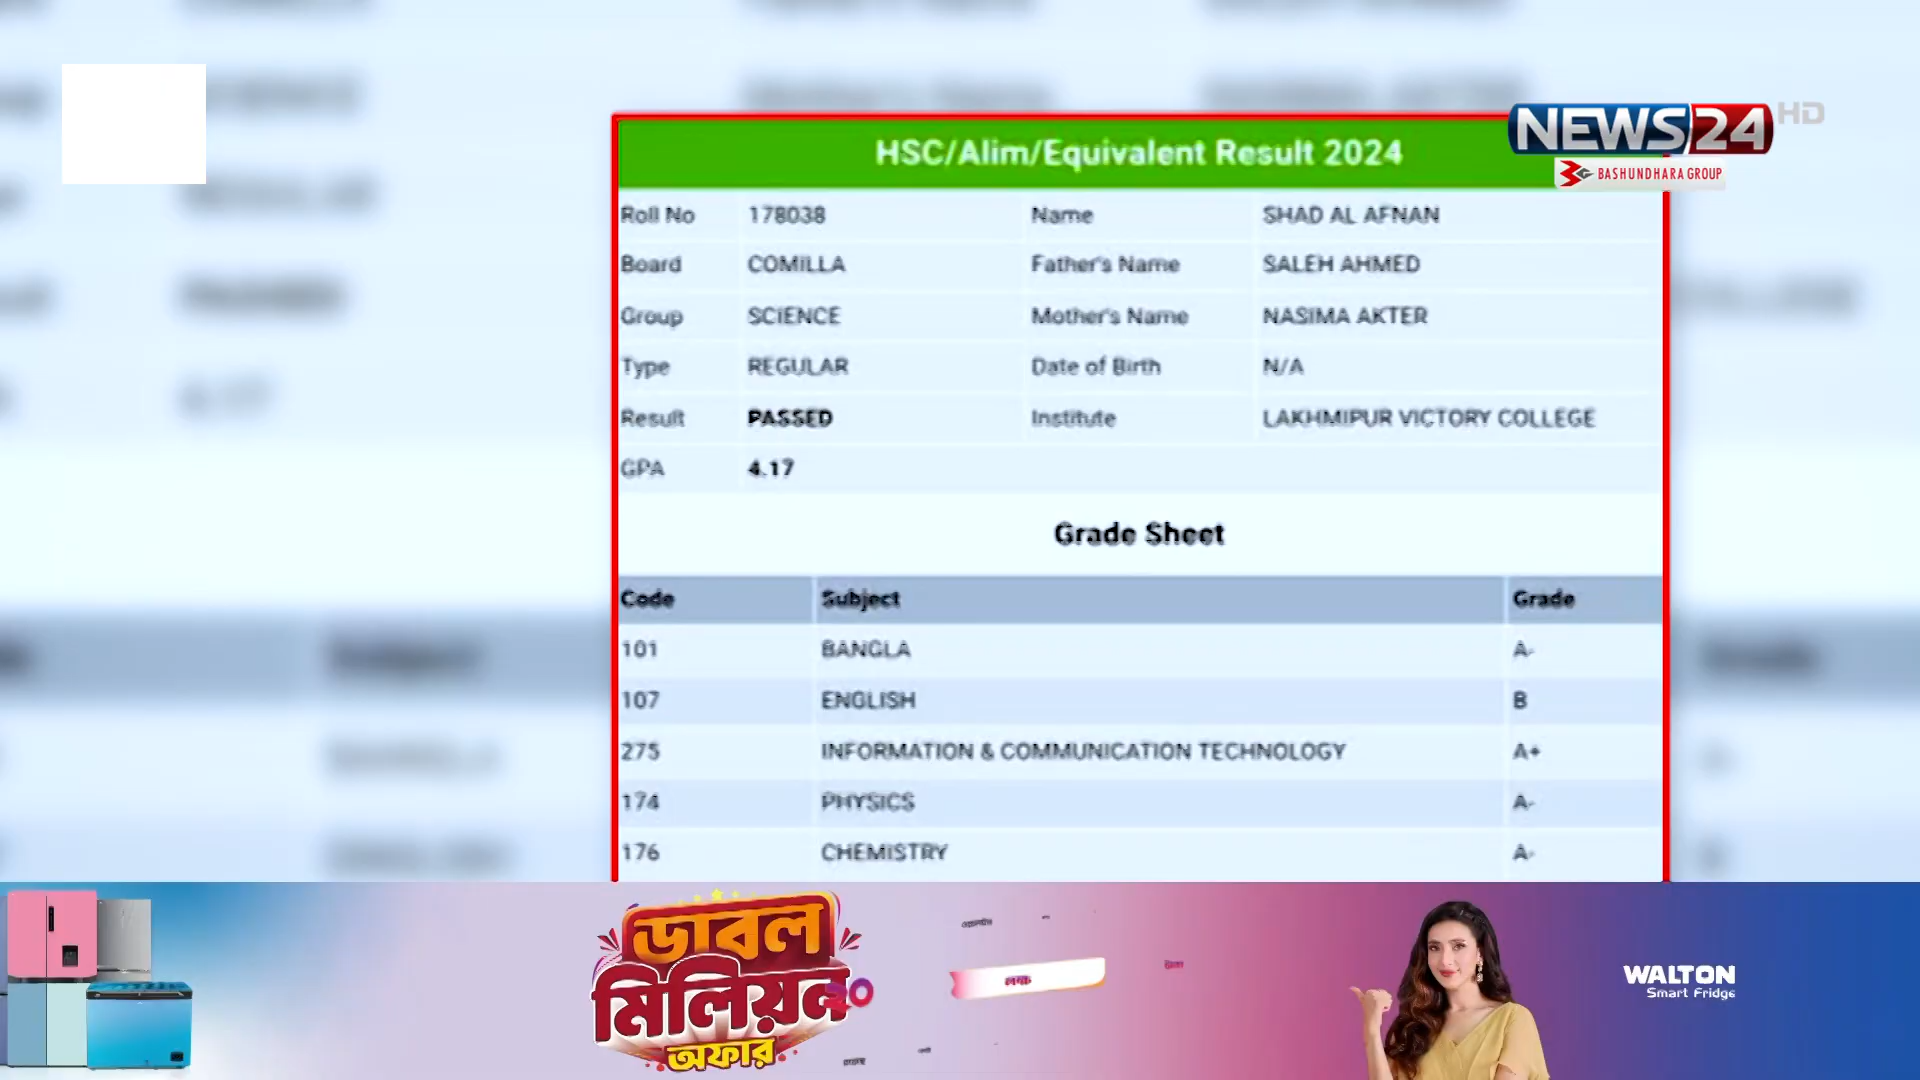 NEWS24 HD
BASHUNDHARA GROUP
HSC/Alim/Equivalent Result 2024
Roll No 178038 Name SHAD AL AFNAN
Board COMILLA Father's Name SALEH AHMED
Group SCIENCE Mother's Name NASIMA AKTER
Type REGULAR Date of Birth N/A
Result PASSED Institute LAKHMIPUR VICTORY COLLEGE
GPA 4.17
Grade Sheet
Code Subject Grade
101 BANGLA A-
107 ENGLISH B
275 INFORMATION & COMMUNICATION TECHNOLOGY A+
174 PHYSICS A-
176 CHEMISTRY A-
ডাবল
মিলিয়ন
অফার
WALTON
Smart Fridge